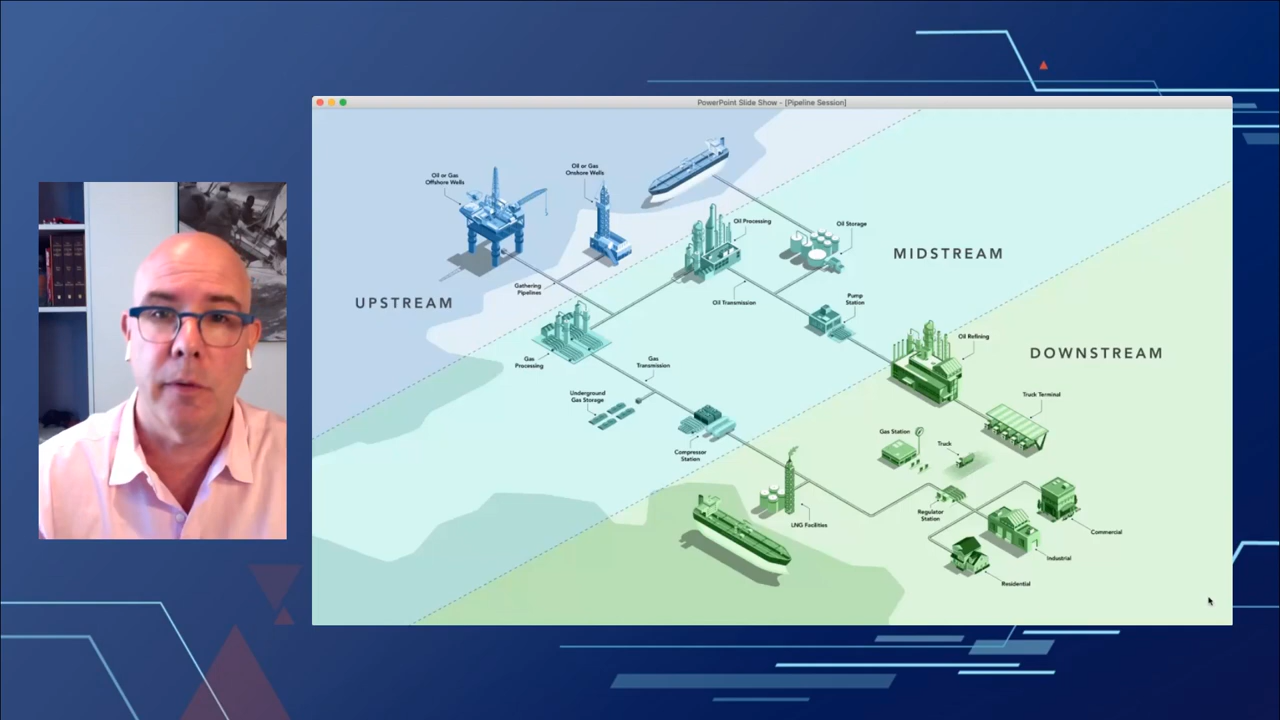 PowerPoint Slide Show - [Pipeline Session]
Oil or Gas
Offshore Wells
Oil or Gas
Onshore Wells
Oil Processing
Oil Storage
MIDSTREAM
UPSTREAM
Gathering
Pipelines
Oil Transmission
Pump
Station
Oil Refining
DOWNSTREAM
Gas
Processing
Gas
Transmission
Underground
Gas Storage
Truck Terminal
Gas Station
Truck
Compressor
Station
LNG Facilities
Regulator
Station
Commercial
Industrial
Residential